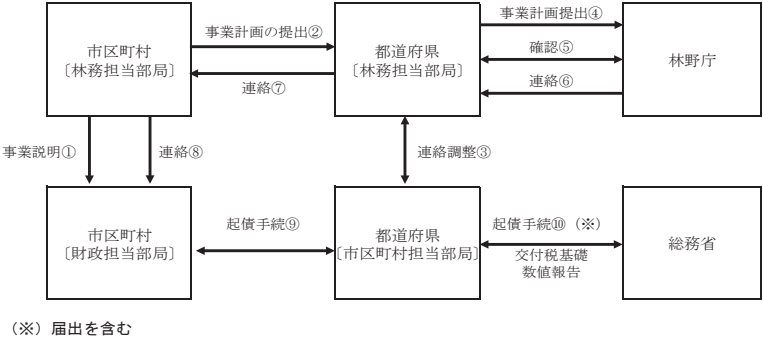 事業計画の提出②
事業計画提出④
市区町村
〔林務担当部局〕
都道府県
〔林務担当部局〕
確認⑤
林野庁
連絡⑦
連絡⑥
事業説明①
連絡⑧
連絡調整③
市区町村
〔財政担当部局〕
起債手続⑨
都道府県
〔市区町村担当部局〕
起債手続⑩（※）
交付税基礎
数値報告
総務省
（※）届出を含む